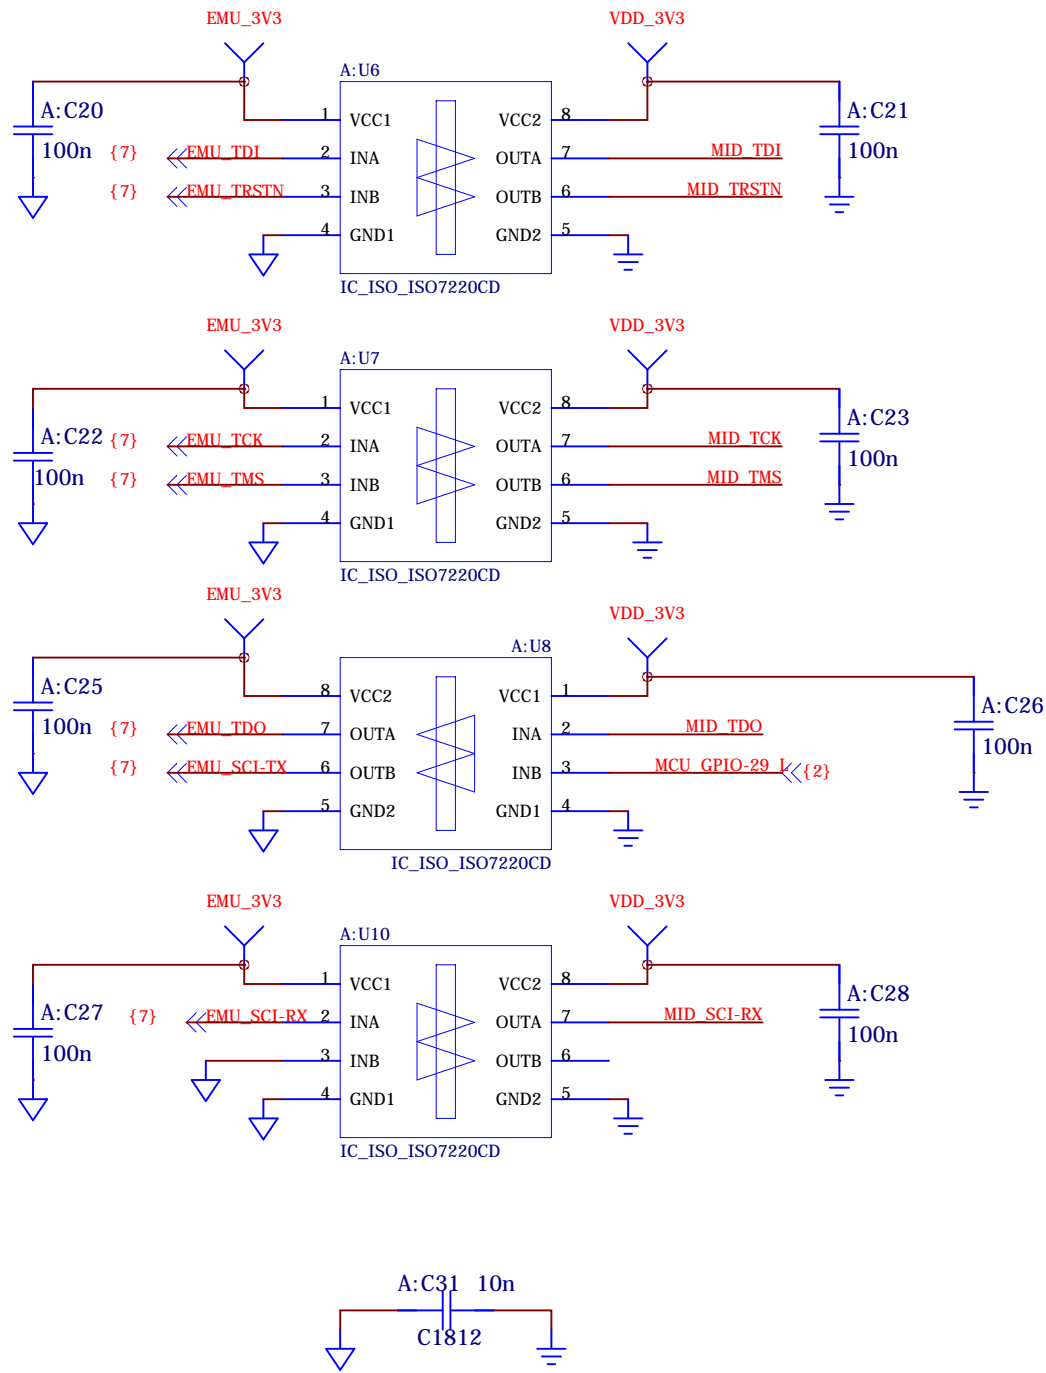 EMU_3V3 VDD_3V3
A:U6
A:C20 1 VCC1 VCC2 8 A:C21
100n {7} EMU_TDI 2 INA OUTA 7 MID_TDI 100n
{7} EMU_TRSTN 3 INB OUTB 6 MID_TRSTN
4 GND1 GND2 5
IC_ISO_ISO7220CD
EMU_3V3 VDD_3V3
A:U7
1 VCC1 VCC2 8 A:C23
A:C22 {7} EMU_TCK 2 INA OUTA 7 MID_TCK 100n
100n {7} EMU_TMS 3 INB OUTB 6 MID_TMS
4 GND1 GND2 5
IC_ISO_ISO7220CD
EMU_3V3 VDD_3V3
A:U8
A:C25 8 VCC2 VCC1 1 A:C26
100n {7} EMU_TDO 7 OUTA INA 2 MID_TDO 100n
{7} EMU_SCI-TX 6 OUTB INB 3 MCU_GPIO-29_L {2}
5 GND2 GND1 4
IC_ISO_ISO7220CD
EMU_3V3 VDD_3V3
A:U10
1 VCC1 VCC2 8 A:C28
A:C27 {7} EMU_SCI-RX 2 INA OUTA 7 MID_SCI-RX 100n
100n 3 INB OUTB 6
4 GND1 GND2 5
IC_ISO_ISO7220CD
A:C31 10n
C1812